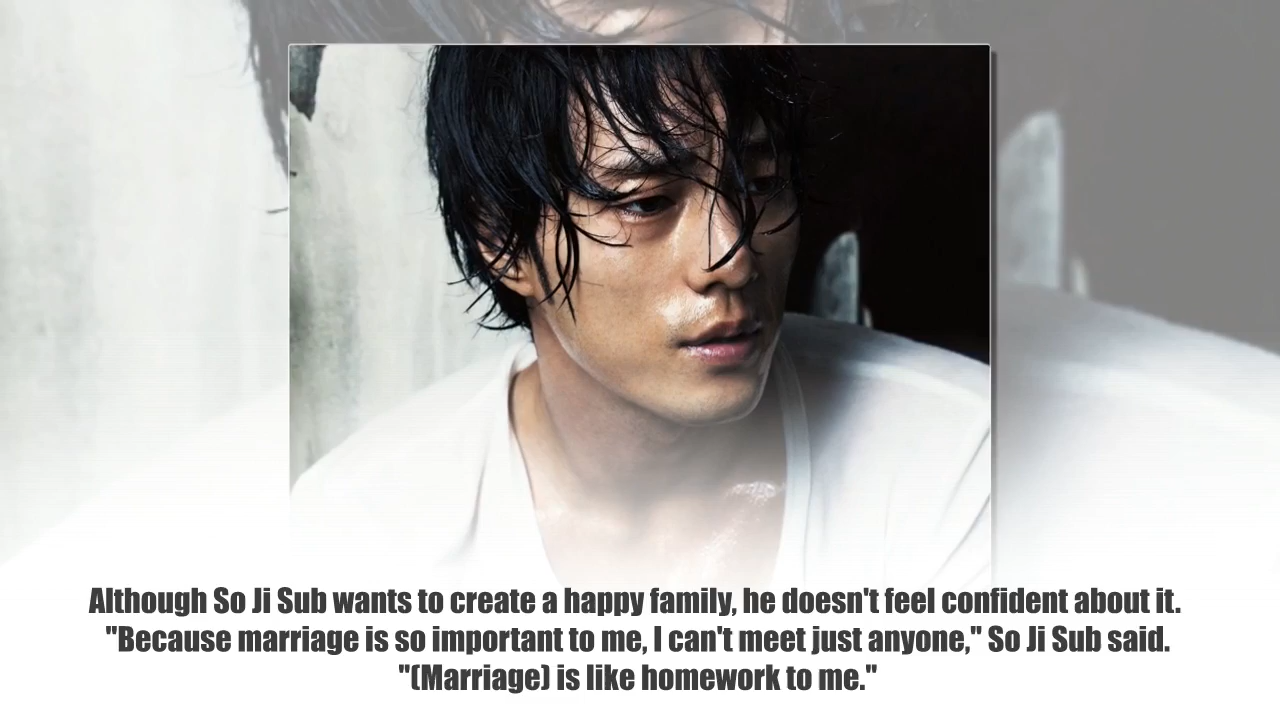 Although So Ji Sub wants to create a happy family, he doesn't feel confident about it.
"Because marriage is so important to me, I can't meet just anyone," So Ji Sub said.
"(Marriage) is like homework to me."